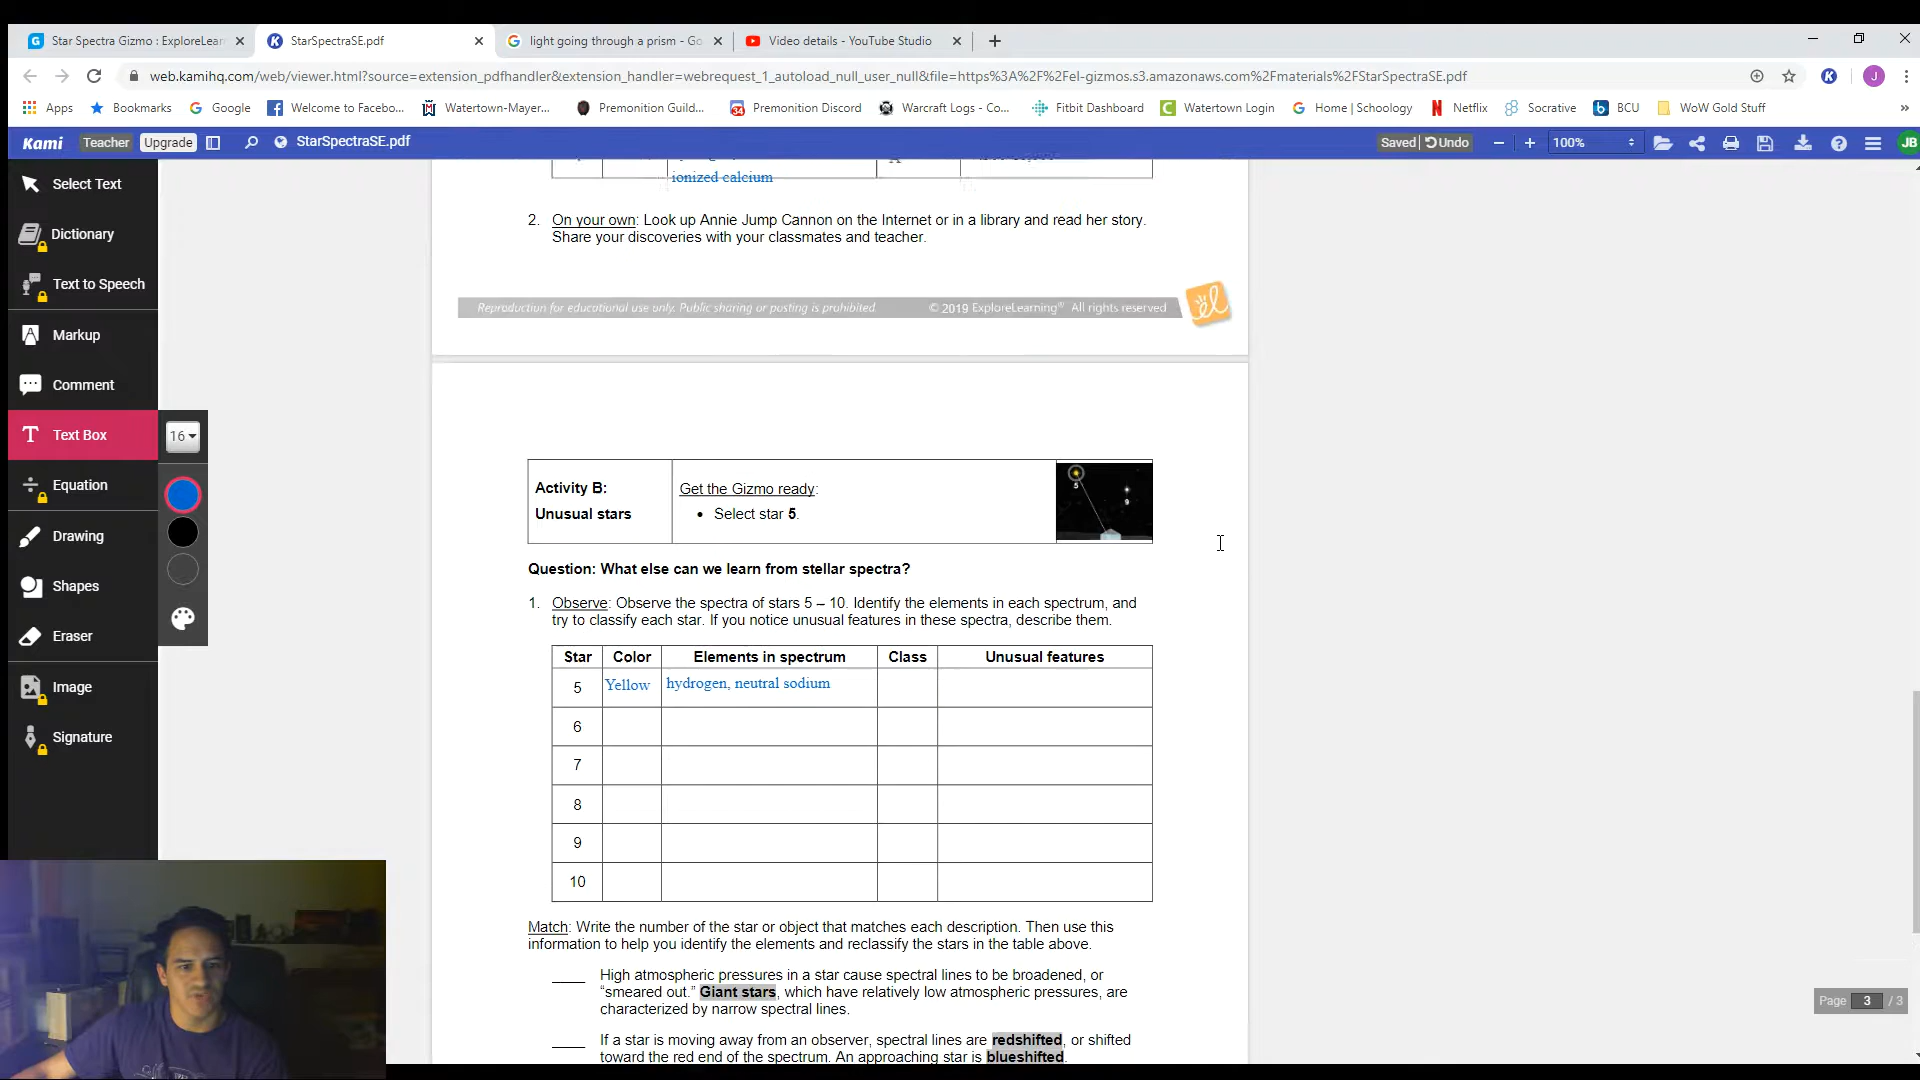 Star Spectra Gizmo : ExploreLear
StarSpectraSE.pdf
light going through a prism - Go
Video details - YouTube Studio
web.kamihq.com/web/viewer.html?source=extension_pdfhandler&extension_handler=webrequest_1_autoload_null_user_null&file=https%3A%2F%2Fel-gizmos.s3.amazonaws.com%2Fmaterials%2FStarSpectraSE.pdf
J
Apps
Bookmarks
Google
Welcome to Facebo...
Watertown-Mayer...
Premonition Guild...
Premonition Discord
Warcraft Logs - Co...
Fitbit Dashboard
Watertown Login
Home | Schoology
Netflix
Socrative
BCU
WoW Gold Stuff
Kami
Teacher
Upgrade
StarSpectraSE.pdf
Saved
Undo
100%
JB
Select Text
Dictionary
Text to Speech
Markup
Comment
Text Box
16
Equation
Drawing
Shapes
Eraser
Image
Signature
ionized calcium
A
2. On your own: Look up Annie Jump Cannon on the Internet or in a library and read her story.
Share your discoveries with your classmates and teacher.
Reproduction for educational use only. Public sharing or posting is prohibited. © 2019 ExploreLearning All rights reserved
Activity B:
Unusual stars
Get the Gizmo ready:
• Select star 5.
5
9
Question: What else can we learn from stellar spectra?
1. Observe: Observe the spectra of stars 5 – 10. Identify the elements in each spectrum, and
try to classify each star. If you notice unusual features in these spectra, describe them.
Star Color Elements in spectrum Class Unusual features
5 Yellow hydrogen, neutral sodium
6
7
8
9
10
Match: Write the number of the star or object that matches each description. Then use this
information to help you identify the elements and reclassify the stars in the table above.
____ High atmospheric pressures in a star cause spectral lines to be broadened, or
“smeared out.” Giant stars, which have relatively low atmospheric pressures, are
characterized by narrow spectral lines.
____ If a star is moving away from an observer, spectral lines are redshifted, or shifted
toward the red end of the spectrum. An approaching star is blueshifted.
Page 3 / 3